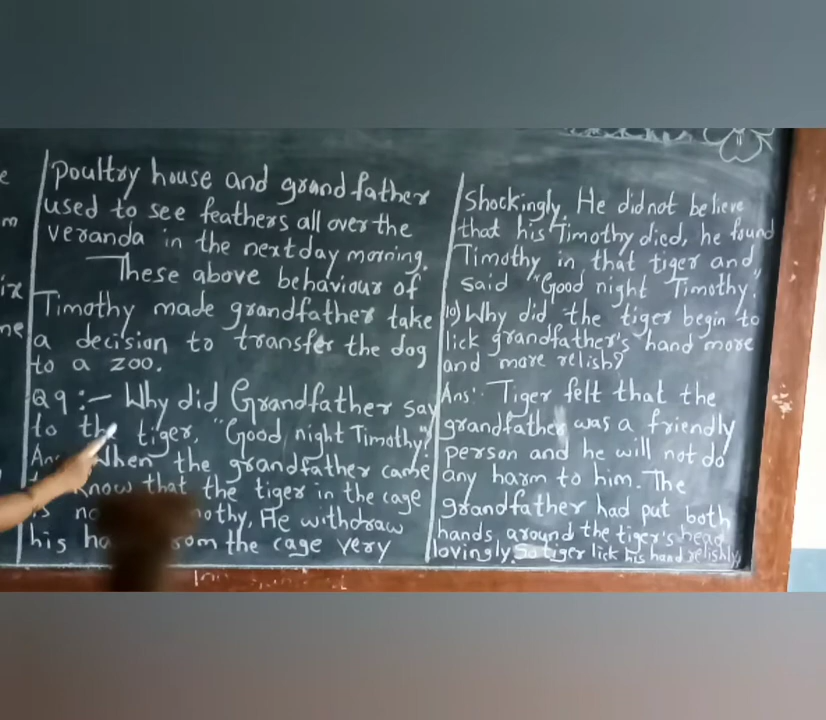 e
m
ix
me
poultry house and grandfather
used to see feathers all over the
veranda in the nextday morning.
These above behaviour of
Timothy made grandfather take
a decision to transfer the dog
to a zoo.
Q9:- Why did Grandfather say
to the tiger, "Good night Timothy"?
When the grandfather came
know that the tiger in the cage
is He withdraw
his from the cage very
Shockingly. He did not believe
that his Timothy died, he found
Timothy in that tiger and
said "Good night Timothy".
10) Why did the tiger begin to
lick grandfather's hand more
and more relish?
Ans:- Tiger felt that the
grandfather was a friendly
person and he will not do
any harm to him. The
grandfather had put both
hands around the tiger's head
lovingly. So tiger lick his hand relishly,